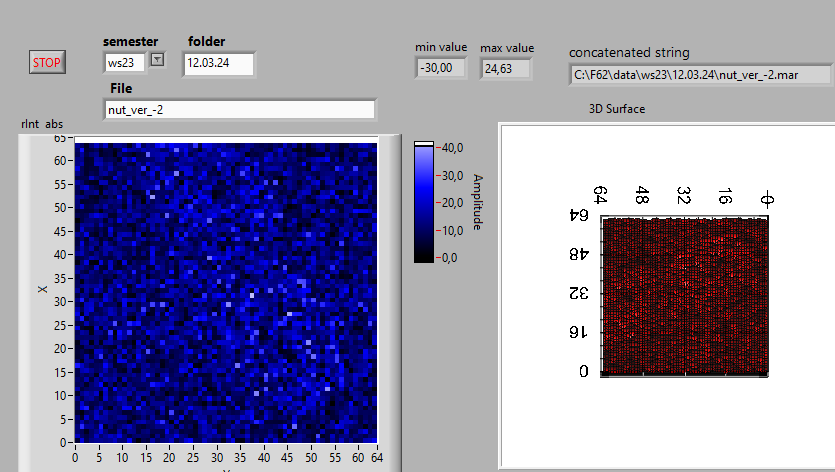 semester folder min value max value concatenated string
STOP ws23 12.03.24 -30,00 24,63 C:\F62\data\ws23\12.03.24\nut_ver_-2.mar
File
nut_ver_-2
3D Surface
rInt abs
65
60
55
50
45
40
35
30
25
20
15
10
5
0
X
0 5 10 15 20 25 30 35 40 45 50 55 60 64
40,0
30,0
20,0
10,0
0,0
Amplitude
64 48 32 16 0
64
48
32
16
0